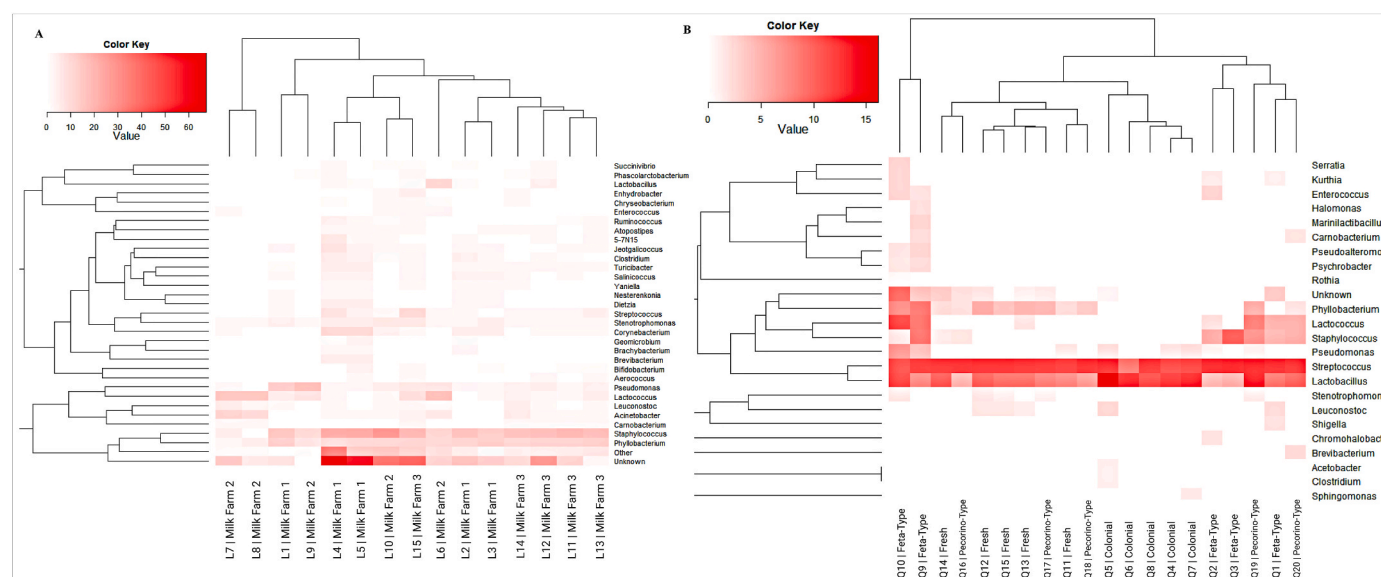 A
Color Key
0 10 20 30 40 50 60
Value
Succinivibrio
Phascolarctobacterium
Lactobacillus
Enhydrobacter
Chryseobacterium
Enterococcus
Ruminococcus
Atopostipes
5-7N15
Jeotgalicoccus
Clostridium
Turicibacter
Salinicoccus
Yaniella
Nesterenkonia
Dietzia
Streptococcus
Stenotrophomonas
Corynebacterium
Geomicrobium
Brachybacterium
Brevibacterium
Bifidobacterium
Aerococcus
Pseudomonas
Lactococcus
Leuconostoc
Acinetobacter
Carnobacterium
Staphylococcus
Phyllobacterium
Other
Unknown
L7 | Milk Farm 2
L8 | Milk Farm 2
L1 | Milk Farm 1
L9 | Milk Farm 2
L4 | Milk Farm 1
L5 | Milk Farm 1
L10 | Milk Farm 2
L15 | Milk Farm 3
L6 | Milk Farm 2
L2 | Milk Farm 1
L3 | Milk Farm 1
L14 | Milk Farm 3
L12 | Milk Farm 3
L11 | Milk Farm 3
L13 | Milk Farm 3
B
Color Key
0 5 10 15
Value
Serratia
Kurthia
Enterococcus
Halomonas
Marinilactibacillu
Carnobacterium
Pseudoalteromo
Psychrobacter
Rothia
Unknown
Phyllobacterium
Lactococcus
Staphylococcus
Pseudomonas
Streptococcus
Lactobacillus
Stenotrophomon
Leuconostoc
Shigella
Chromohalobact
Brevibacterium
Acetobacter
Clostridium
Sphingomonas
Q10 | Feta-Type
Q9 | Feta-Type
Q14 | Fresh
Q16 | Pecorino-Type
Q12 | Fresh
Q15 | Fresh
Q13 | Fresh
Q17 | Pecorino-Type
Q11 | Fresh
Q18 | Pecorino-Type
Q5 | Colonial
Q6 | Colonial
Q8 | Colonial
Q4 | Colonial
Q7 | Colonial
Q2 | Feta-Type
Q3 | Feta-Type
Q19 | Pecorino-Type
Q1 | Feta-Type
Q20 | Pecorino-Type